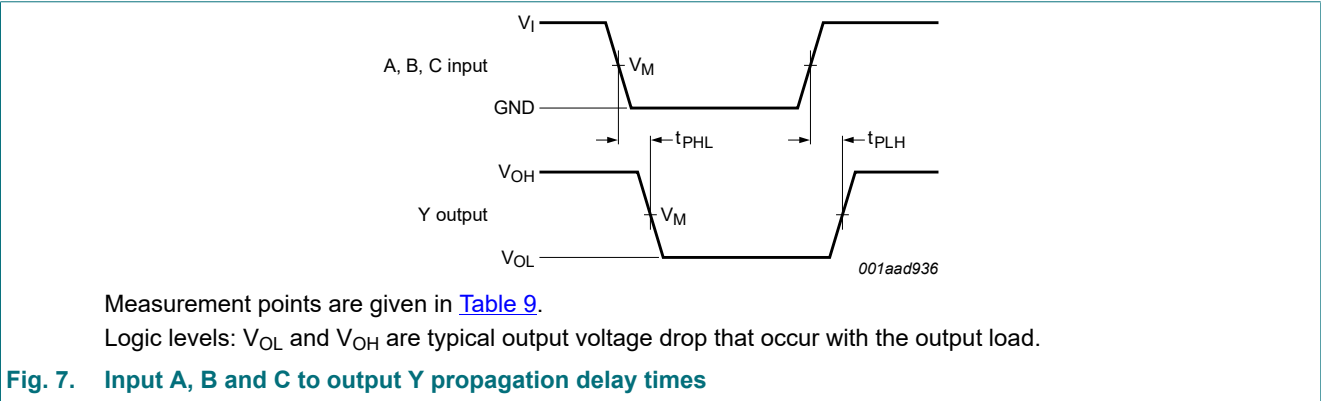 VI
A, B, C input
VM
GND
tPHL
tPLH
VOH
Y output
VM
VOL
001aad936
Measurement points are given in Table 9.
Logic levels: VOL and VOH are typical output voltage drop that occur with the output load.
Fig. 7. Input A, B and C to output Y propagation delay times